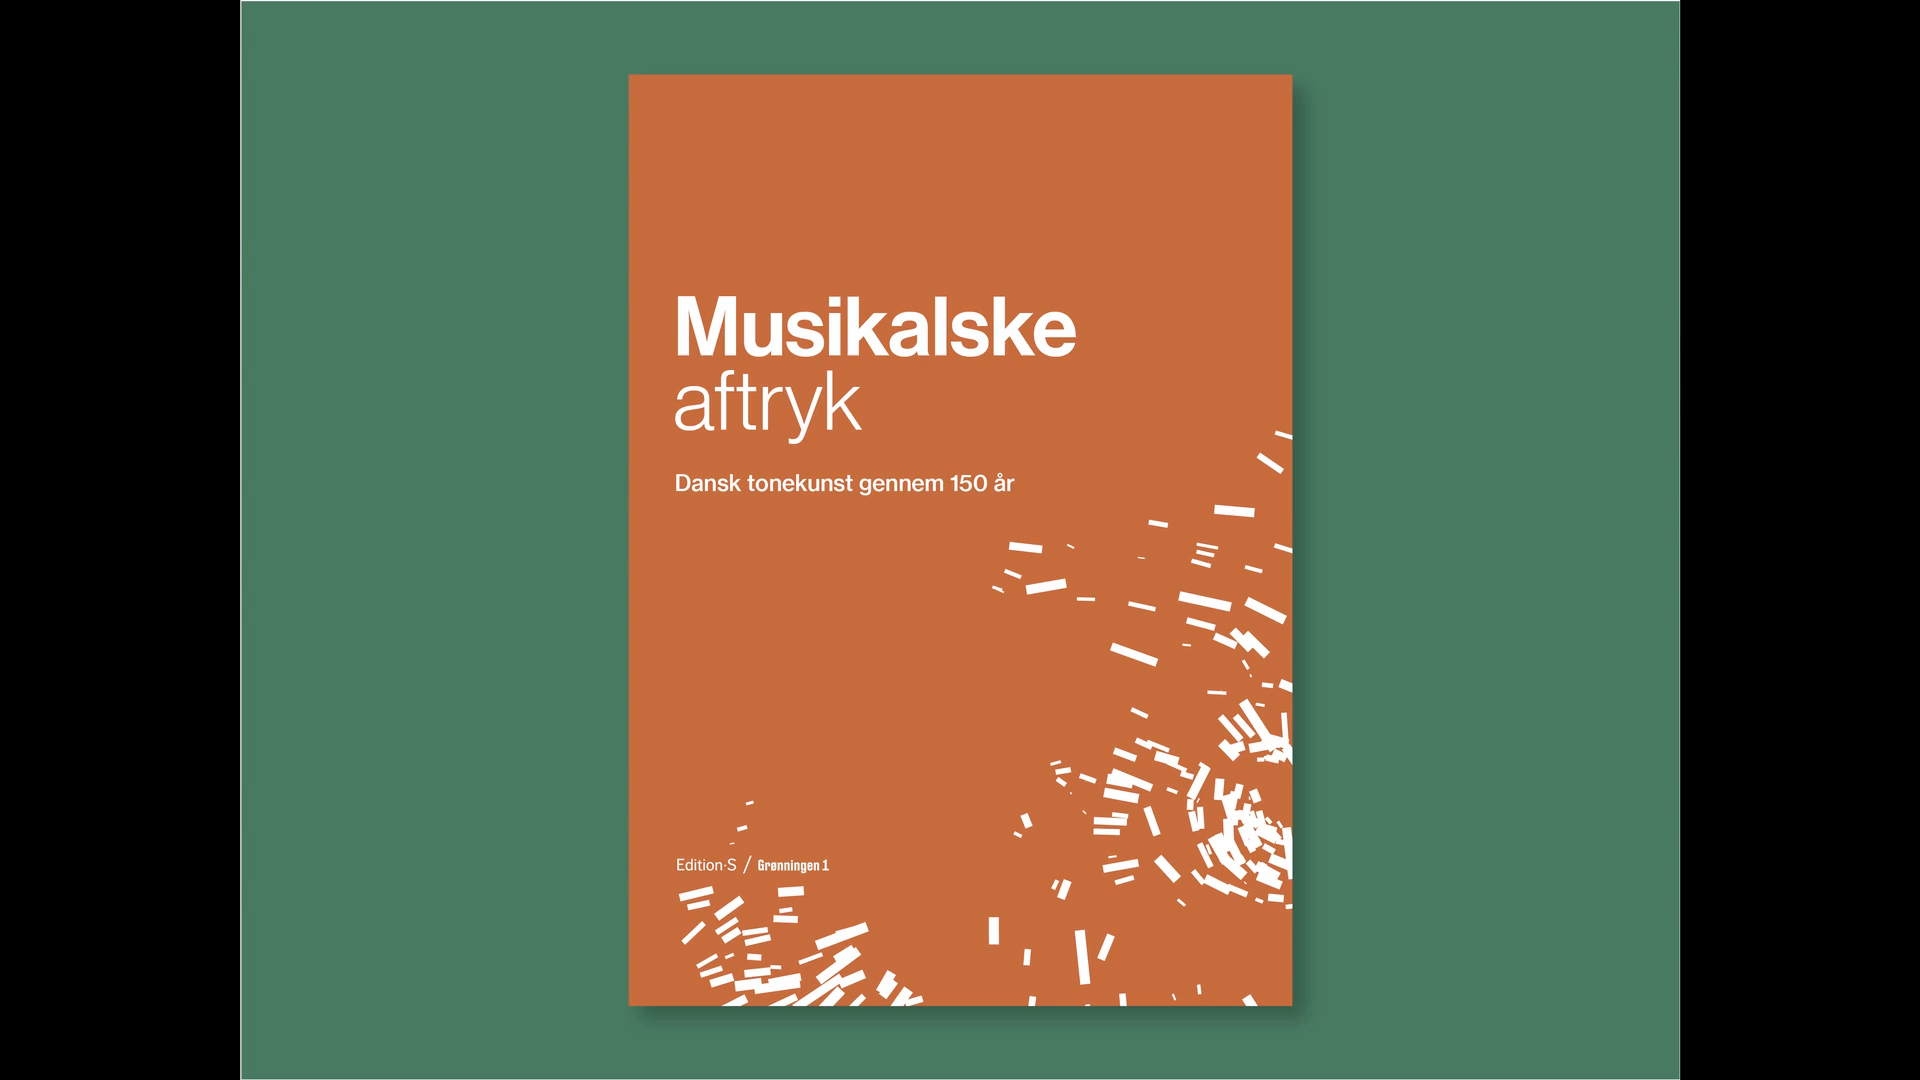 Musikalske
aftryk
Dansk tonekunst gennem 150 år
Edition·S / Grønningen 1